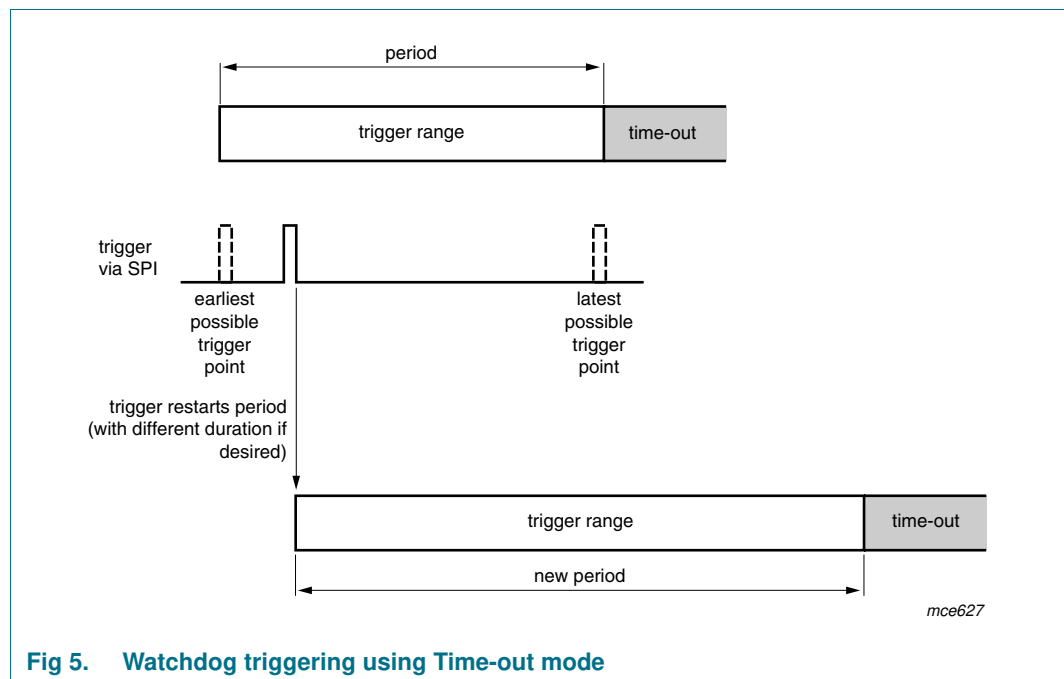 period
trigger range
time-out
trigger
via SPI
earliest
possible
trigger
point
latest
possible
trigger
point
trigger restarts period
(with different duration if
desired)
trigger range
time-out
new period
mce627
Fig 5. Watchdog triggering using Time-out mode